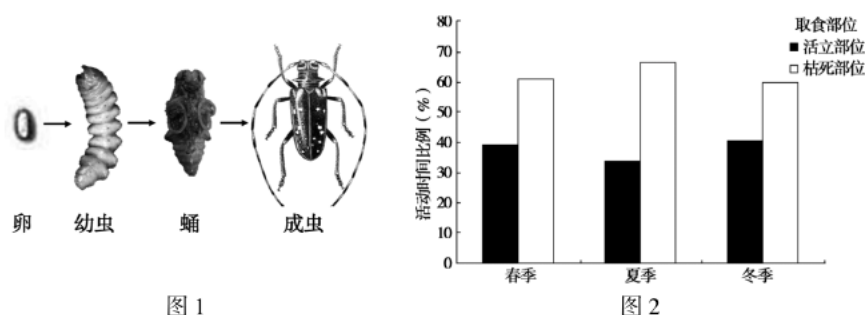 卵 幼虫 蛹 成虫
图 1
取食部位
活立部位
枯死部位
活动时间比例（%）
80
70
60
50
40
30
20
10
0
春季 夏季 冬季
图 2